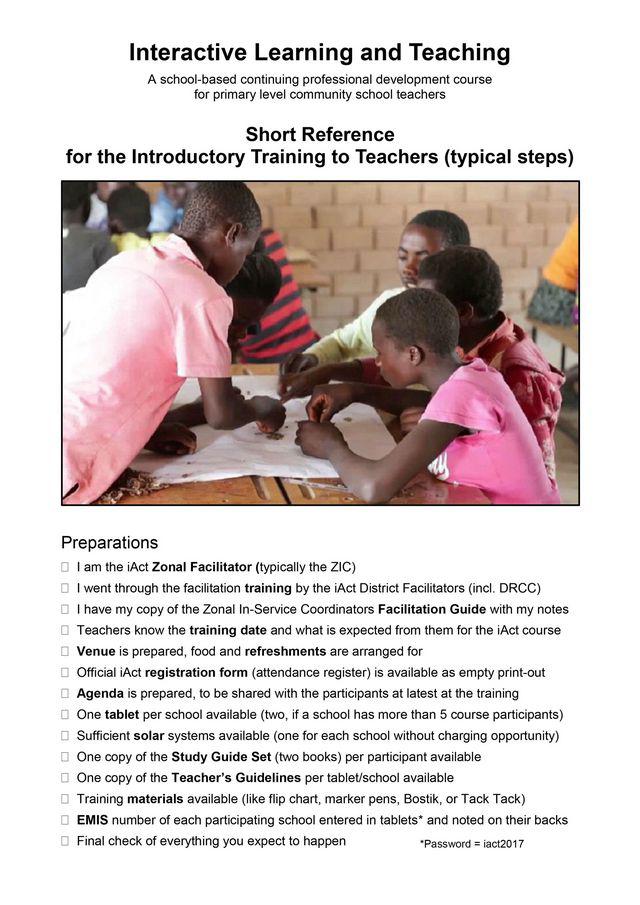 Interactive Learning and Teaching
A school-based continuing professional development course
for primary level community school teachers
Short Reference
for the Introductory Training to Teachers (typical steps)
Preparations
☐ I am the iAct Zonal Facilitator (typically the ZIC)
☐ I went through the facilitation training by the iAct District Facilitators (incl. DRCC)
☐ I have my copy of the Zonal In-Service Coordinators Facilitation Guide with my notes
☐ Teachers know the training date and what is expected from them for the iAct course
☐ Venue is prepared, food and refreshments are arranged for
☐ Official iAct registration form (attendance register) is available as empty print-out
☐ Agenda is prepared, to be shared with the participants at latest at the training
☐ One tablet per school available (two, if a school has more than 5 course participants)
☐ Sufficient solar systems available (one for each school without charging opportunity)
☐ One copy of the Study Guide Set (two books) per participant available
☐ One copy of the Teacher's Guidelines per tablet/school available
☐ Training materials available (like flip chart, marker pens, Bostik, or Tack Tack)
☐ EMIS number of each participating school entered in tablets* and noted on their backs
☐ Final check of everything you expect to happen *Password = iact2017